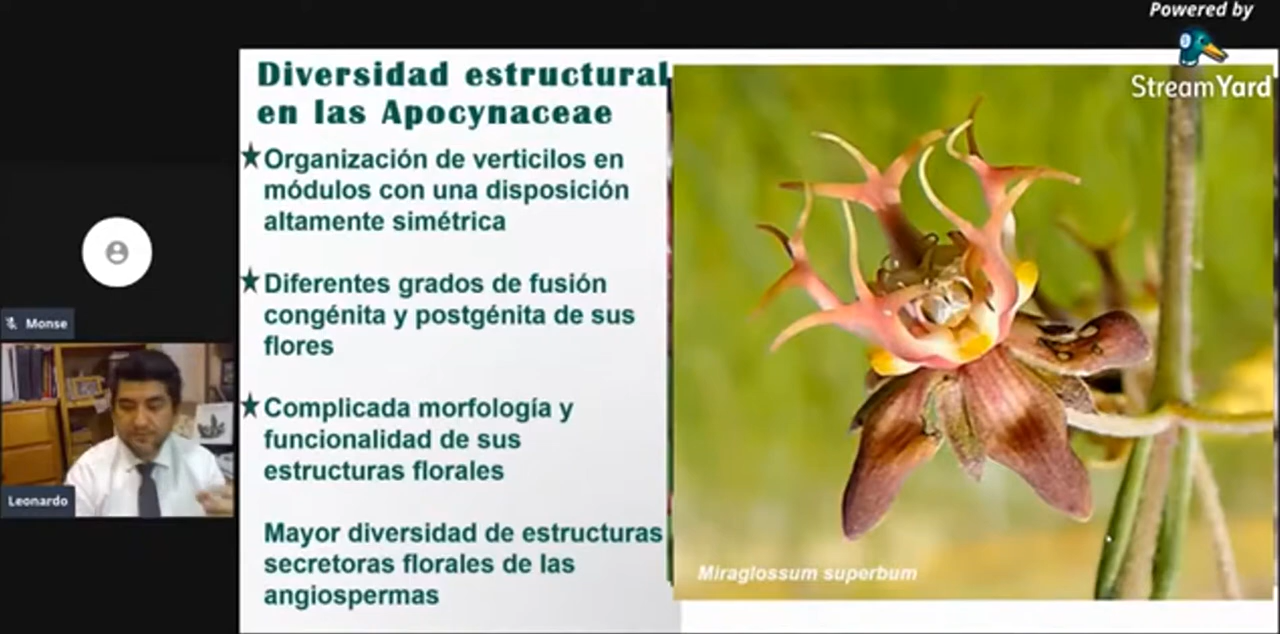 Powered by
StreamYard
Diversidad estructural
en las Apocynaceae
Organización de verticilos en
módulos con una disposición
altamente simétrica
Diferentes grados de fusión
congénita y postgénita de sus
flores
Complicada morfología y
funcionalidad de sus
estructuras florales
Mayor diversidad de estructuras
secretoras florales de las
angiospermas
Miraglossum superbum
Monse
Leonardo